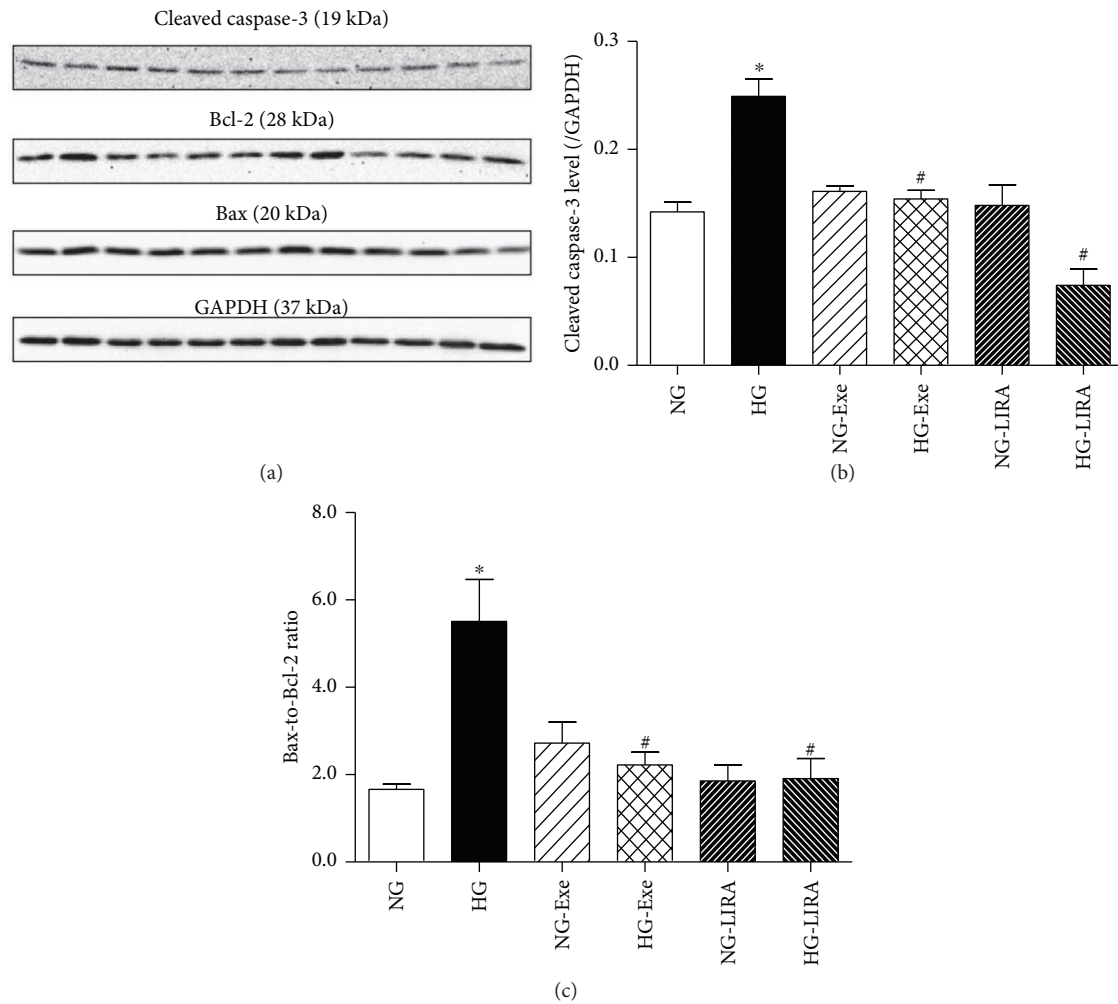 Cleaved caspase-3 (19 kDa)
Bcl-2 (28 kDa)
Bax (20 kDa)
GAPDH (37 kDa)
(a)
Cleaved caspase-3 level (/GAPDH)
0.3
0.2
0.1
0.0
*
#
#
NG
HG
NG-Exe
HG-Exe
NG-LIRA
HG-LIRA
(b)
Bax-to-Bcl-2 ratio
8.0
6.0
4.0
2.0
0.0
*
#
#
NG
HG
NG-Exe
HG-Exe
NG-LIRA
HG-LIRA
(c)